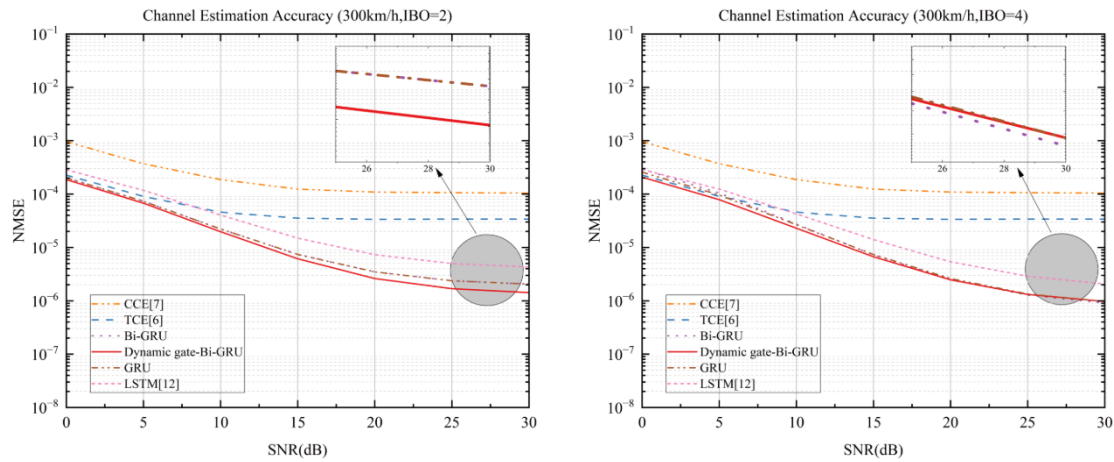 Channel Estimation Accuracy (300km/h,IBO=2)
10⁻¹
10⁻²
10⁻³
10⁻⁴
10⁻⁵
10⁻⁶
10⁻⁷
10⁻⁸
NMSE
26 28 30
CCE[7]
TCE[6]
Bi-GRU
Dynamic gate-Bi-GRU
GRU
LSTM[12]
0 5 10 15 20 25 30
SNR(dB)
Channel Estimation Accuracy (300km/h,IBO=4)
10⁻¹
10⁻²
10⁻³
10⁻⁴
10⁻⁵
10⁻⁶
10⁻⁷
10⁻⁸
NMSE
26 28 30
CCE[7]
TCE[6]
Bi-GRU
Dynamic gate-Bi-GRU
GRU
LSTM[12]
0 5 10 15 20 25 30
SNR(dB)